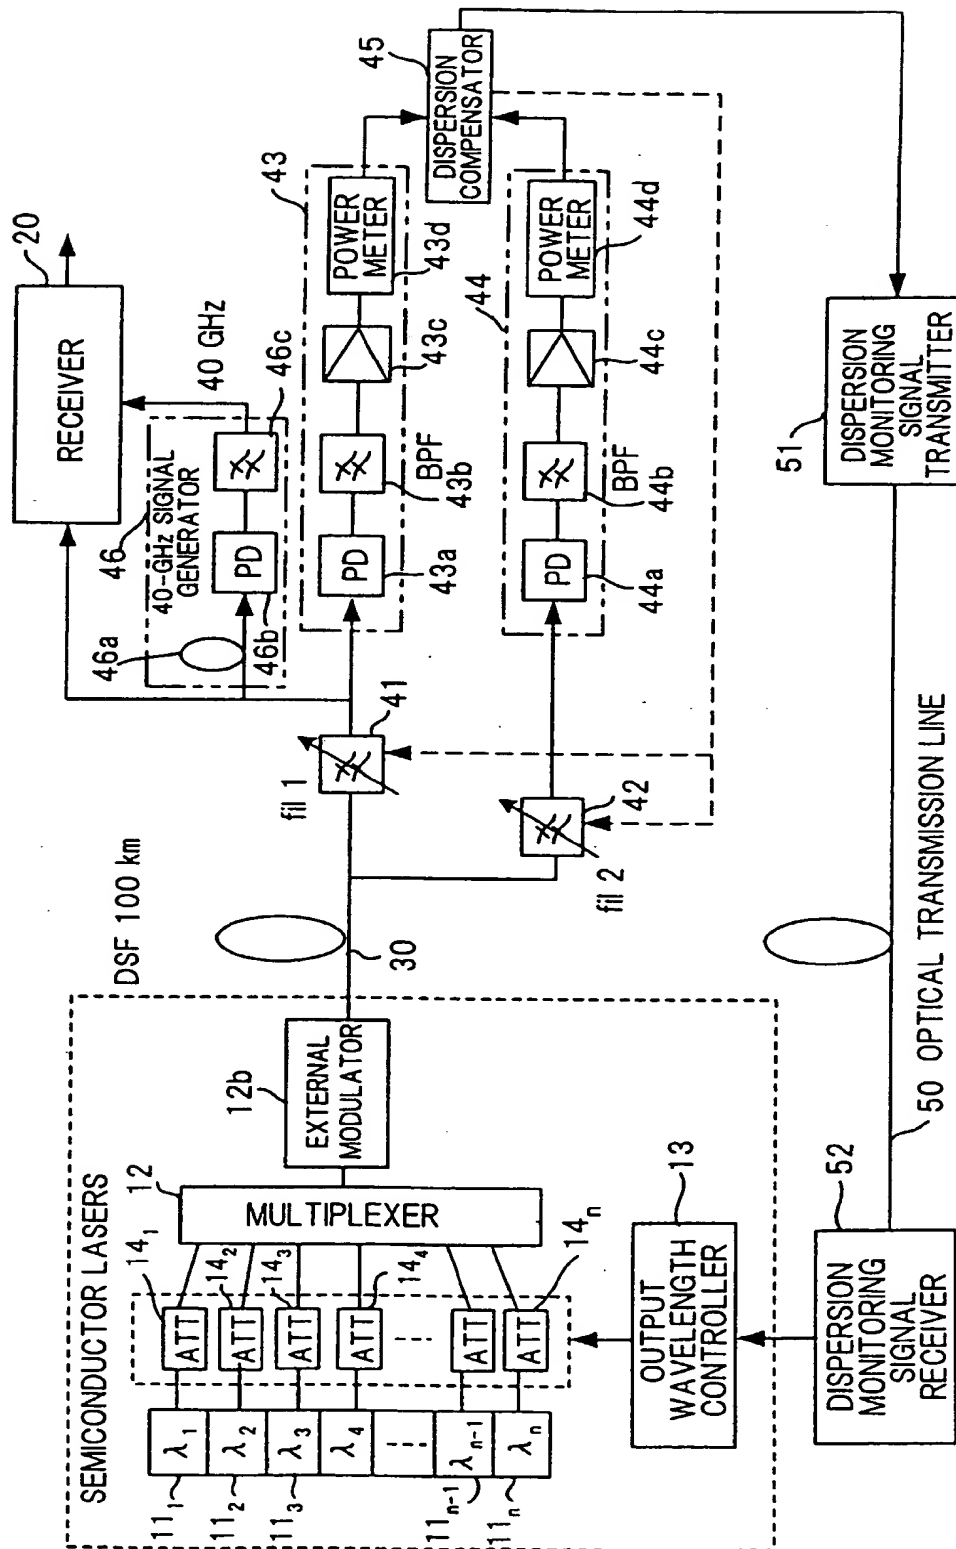 SEMICONDUCTOR LASERS
λ1
λ2
λ3
λ4
λn-1
λn
11₁
11₂
11₃
11n-1
11n
ATT
ATT
ATT
ATT
ATT
ATT
14₁
14₂
14₃
14₄
14n
12
MULTIPLEXER
12b
EXTERNAL
MODULATOR
13
OUTPUT
WAVELENGTH
CONTROLLER
DSF 100 km
30
fil 1
41
fil 2
42
20
RECEIVER
40 GHz
46
40-GHz SIGNAL
GENERATOR
46a
PD
46b
46c
43
PD
43a
BPF
43b
43c
POWER
METER
43d
44
PD
44a
BPF
44b
44c
POWER
METER
44d
45
DISPERSION
COMPENSATOR
51
DISPERSION
MONITORING
SIGNAL
TRANSMITTER
50 OPTICAL TRANSMISSION LINE
52
DISPERSION
MONITORING
SIGNAL
RECEIVER